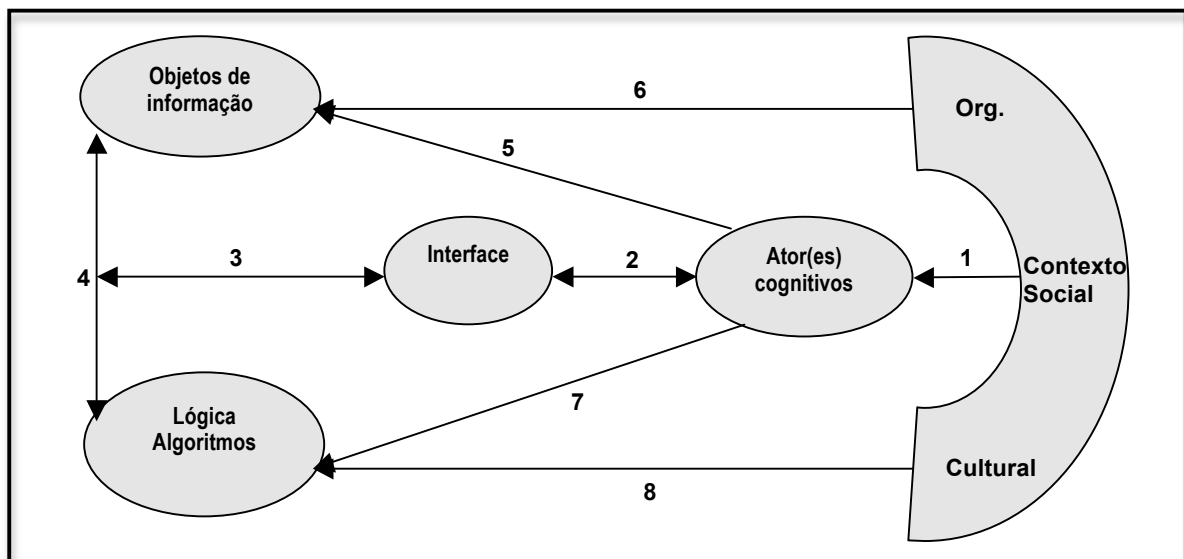 Objetos de
informação
6
Org.
5
Interface
Ator(es)
cognitivos
3
2
1
4
Contexto
Social
Lógica
Algoritmos
7
Cultural
8